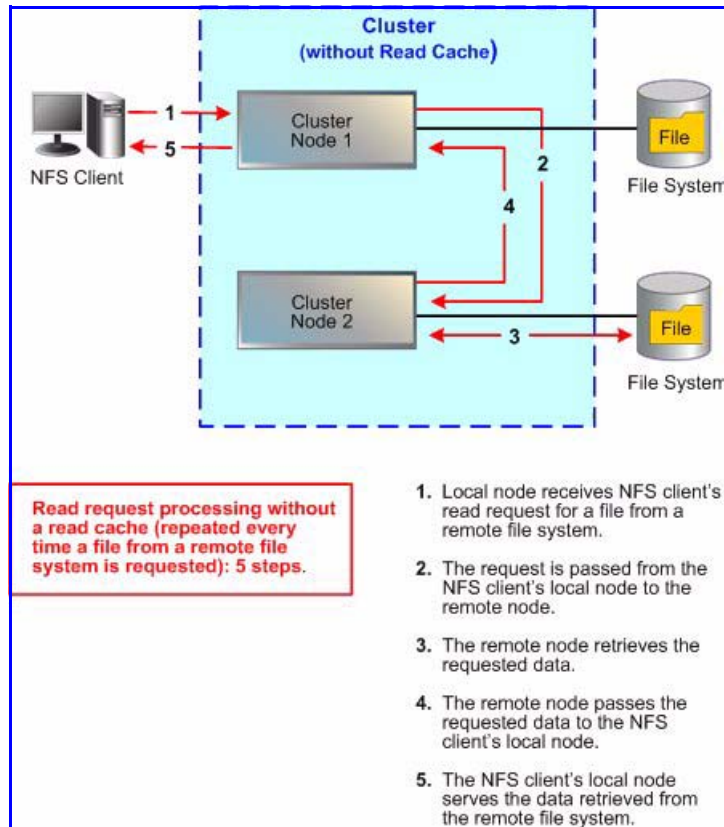 Cluster
(without Read Cache)
1
5
NFS Client
Cluster
Node 1
2
4
File
File System
Cluster
Node 2
3
File
File System
Read request processing without
a read cache (repeated every
time a file from a remote file
system is requested): 5 steps.
1. Local node receives NFS client's
read request for a file from a
remote file system.
2. The request is passed from the
NFS client's local node to the
remote node.
3. The remote node retrieves the
requested data.
4. The remote node passes the
requested data to the NFS
client's local node.
5. The NFS client's local node
serves the data retrieved from
the remote file system.